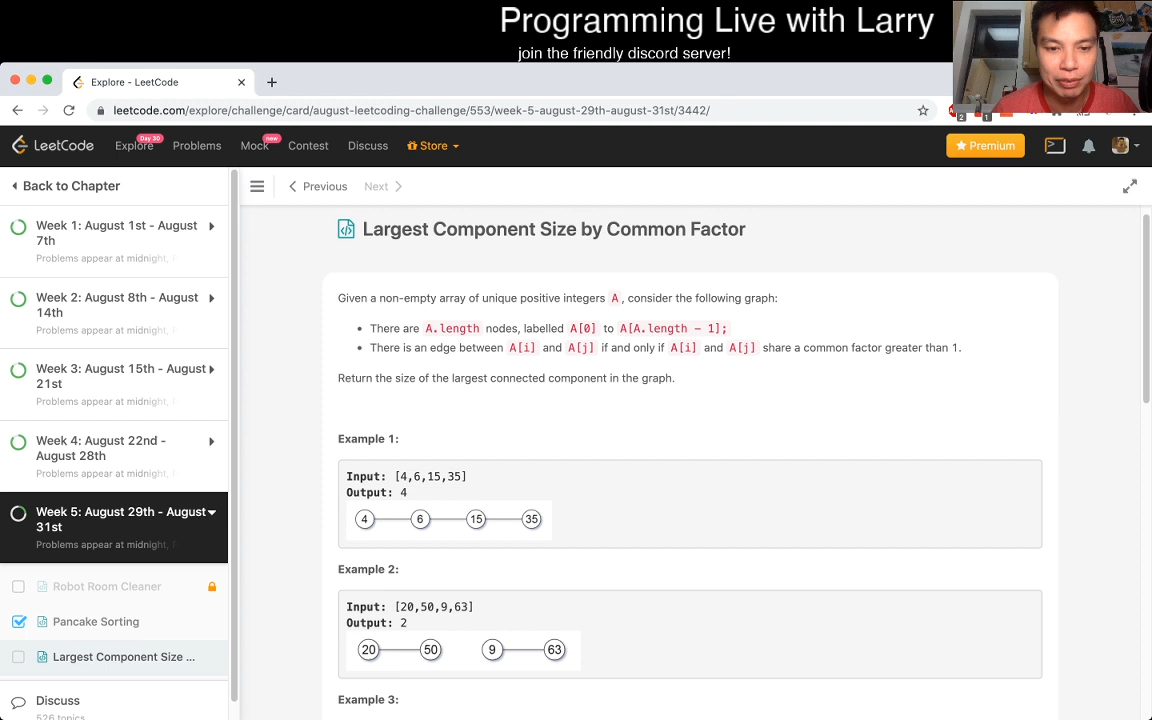 Programming Live with Larry
join the friendly discord server!
Explore - LeetCode
leetcode.com/explore/challenge/card/august-leetcoding-challenge/553/week-5-august-29th-august-31st/3442/
2
1
LeetCode
Explore
Day 30
Problems
Mock
new
Contest
Discuss
Store
Premium
Back to Chapter
Previous
Next
Week 1: August 1st - August
7th
Problems appear at midnight,
Week 2: August 8th - August
14th
Problems appear at midnight,
Week 3: August 15th - August
21st
Problems appear at midnight,
Week 4: August 22nd -
August 28th
Problems appear at midnight,
Week 5: August 29th - August
31st
Problems appear at midnight,
Robot Room Cleaner
Pancake Sorting
Largest Component Size ...
Discuss
526 topics
Largest Component Size by Common Factor
Given a non-empty array of unique positive integers A, consider the following graph:
• There are A.length nodes, labelled A[0] to A[A.length - 1];
• There is an edge between A[i] and A[j] if and only if A[i] and A[j] share a common factor greater than 1.
Return the size of the largest connected component in the graph.
Example 1:
Input: [4,6,15,35]
Output: 4
4 6 15 35
Example 2:
Input: [20,50,9,63]
Output: 2
20 50 9 63
Example 3: